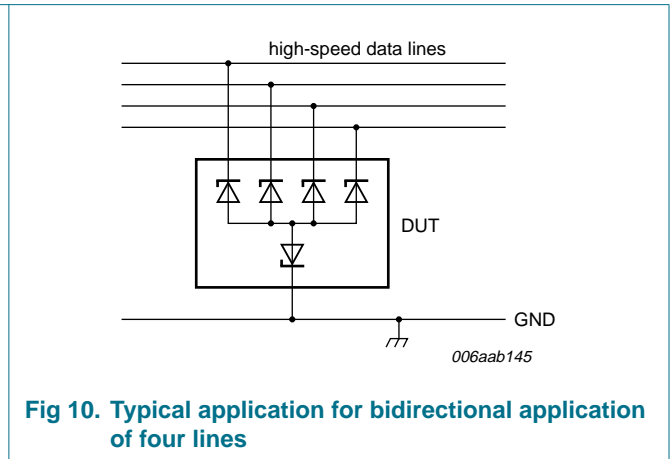 high-speed data lines
DUT
GND
006aab145
Fig 10. Typical application for bidirectional application
of four lines